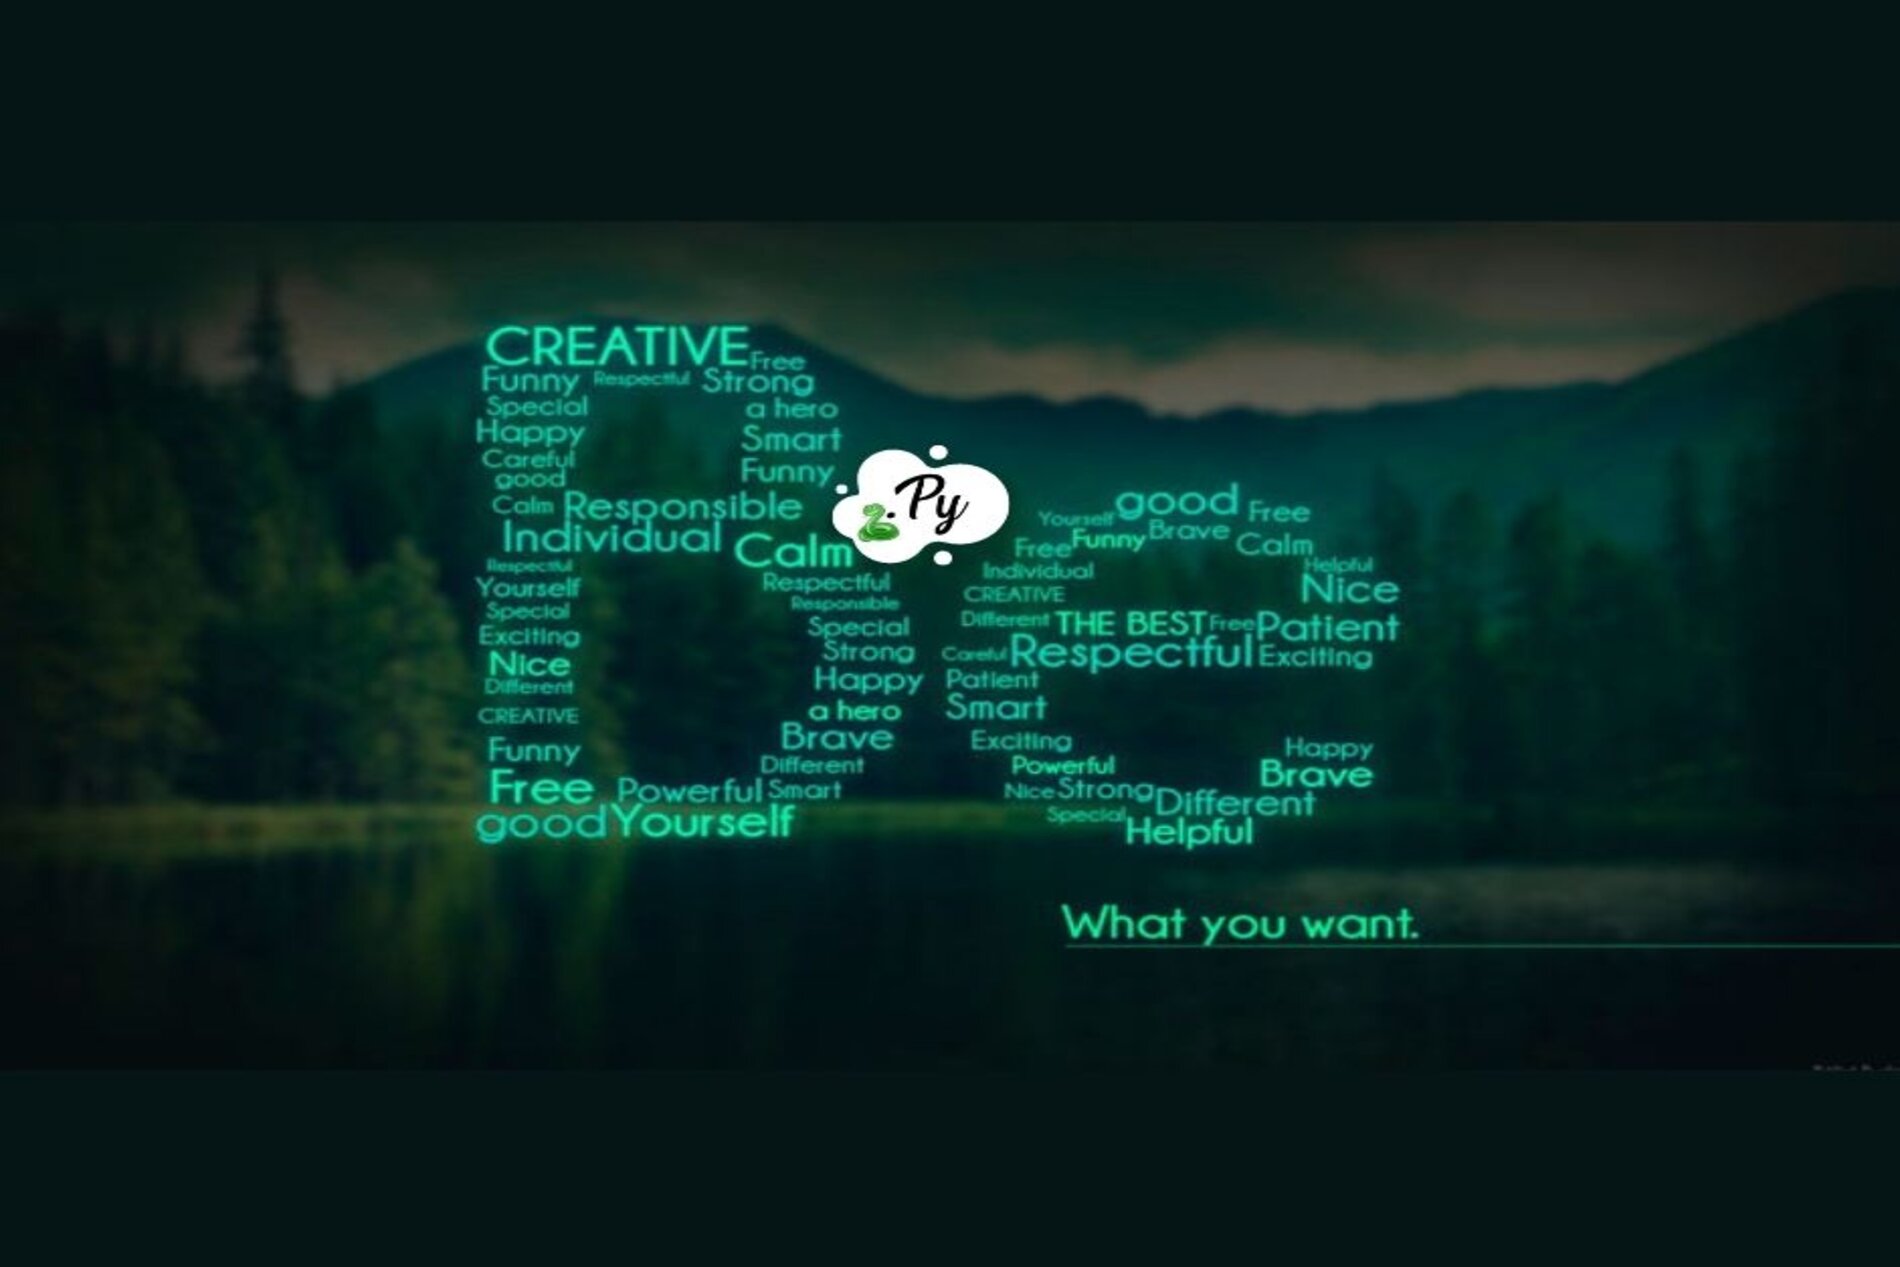 CREATIVE Free
Funny Respectful Strong
Special a hero
Happy Smart
Careful Funny
good
Calm Responsible
Individual Calm
Respectful Respectful
Yourself Responsible
Special Special
Exciting Strong
Nice Happy
Different a hero
CREATIVE Brave
Funny Different
Free Powerful Smart
good Yourself
.Py
Yourself good Free
Free Funny Brave Calm
Individual Helpful
CREATIVE Nice
Different THE BEST Free Patient
Careful Respectful Exciting
Patient
Smart
Exciting Happy
Powerful Brave
Nice Strong Different
Special Helpful
What you want.